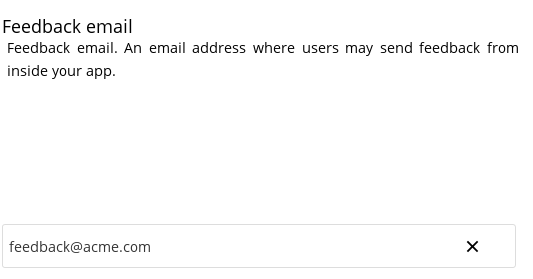 Feedback email
Feedback email. An email address where users may send feedback from
inside your app.
feedback@acme.com